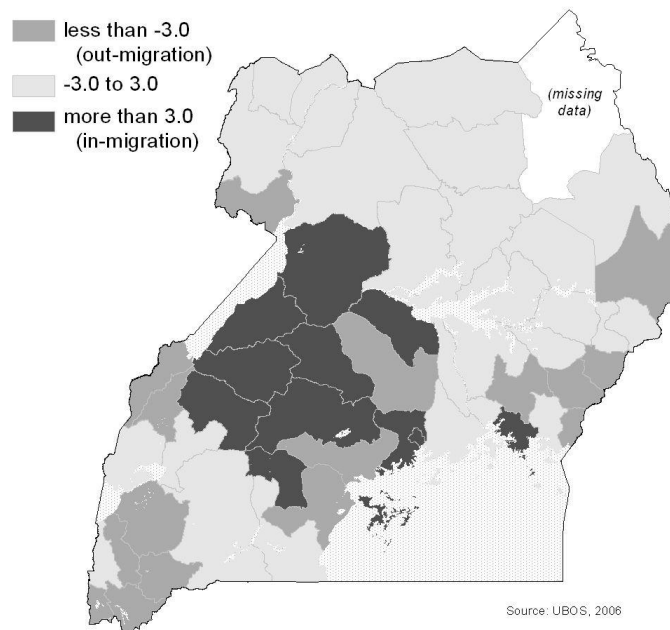 less than -3.0
(out-migration)
-3.0 to 3.0
more than 3.0
(in-migration)
(missing
data)
Source: UBOS, 2006